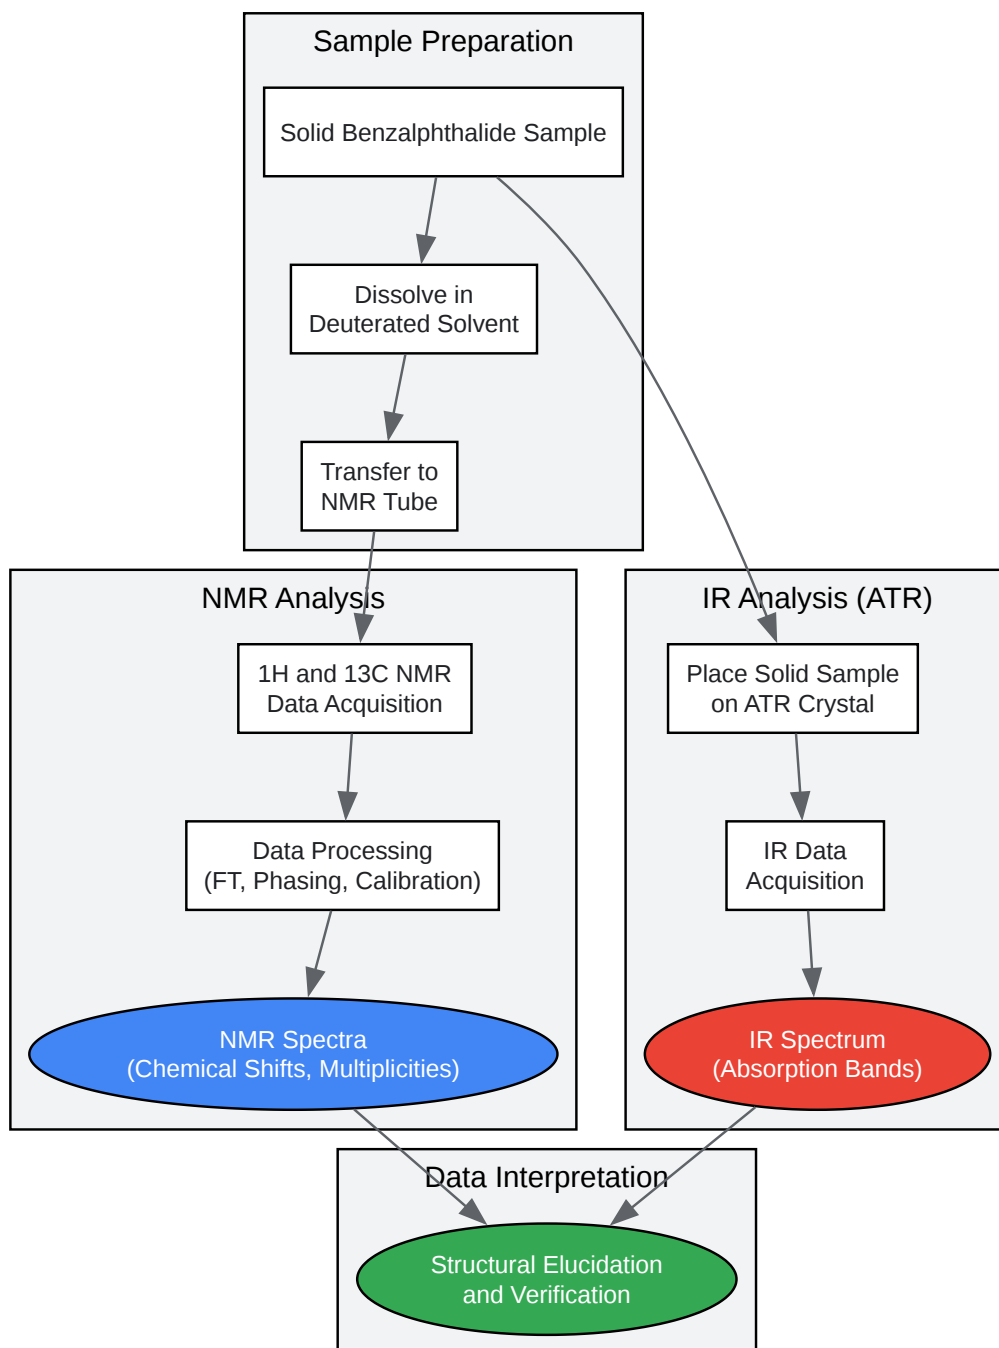 Sample Preparation
Solid Benzalphthalide Sample
Dissolve in
Deuterated Solvent
Transfer to
NMR Tube
NMR Analysis
1H and 13C NMR
Data Acquisition
Data Processing
(FT, Phasing, Calibration)
NMR Spectra
(Chemical Shifts, Multiplicities)
IR Analysis (ATR)
Place Solid Sample
on ATR Crystal
IR Data
Acquisition
IR Spectrum
(Absorption Bands)
Data Interpretation
Structural Elucidation
and Verification